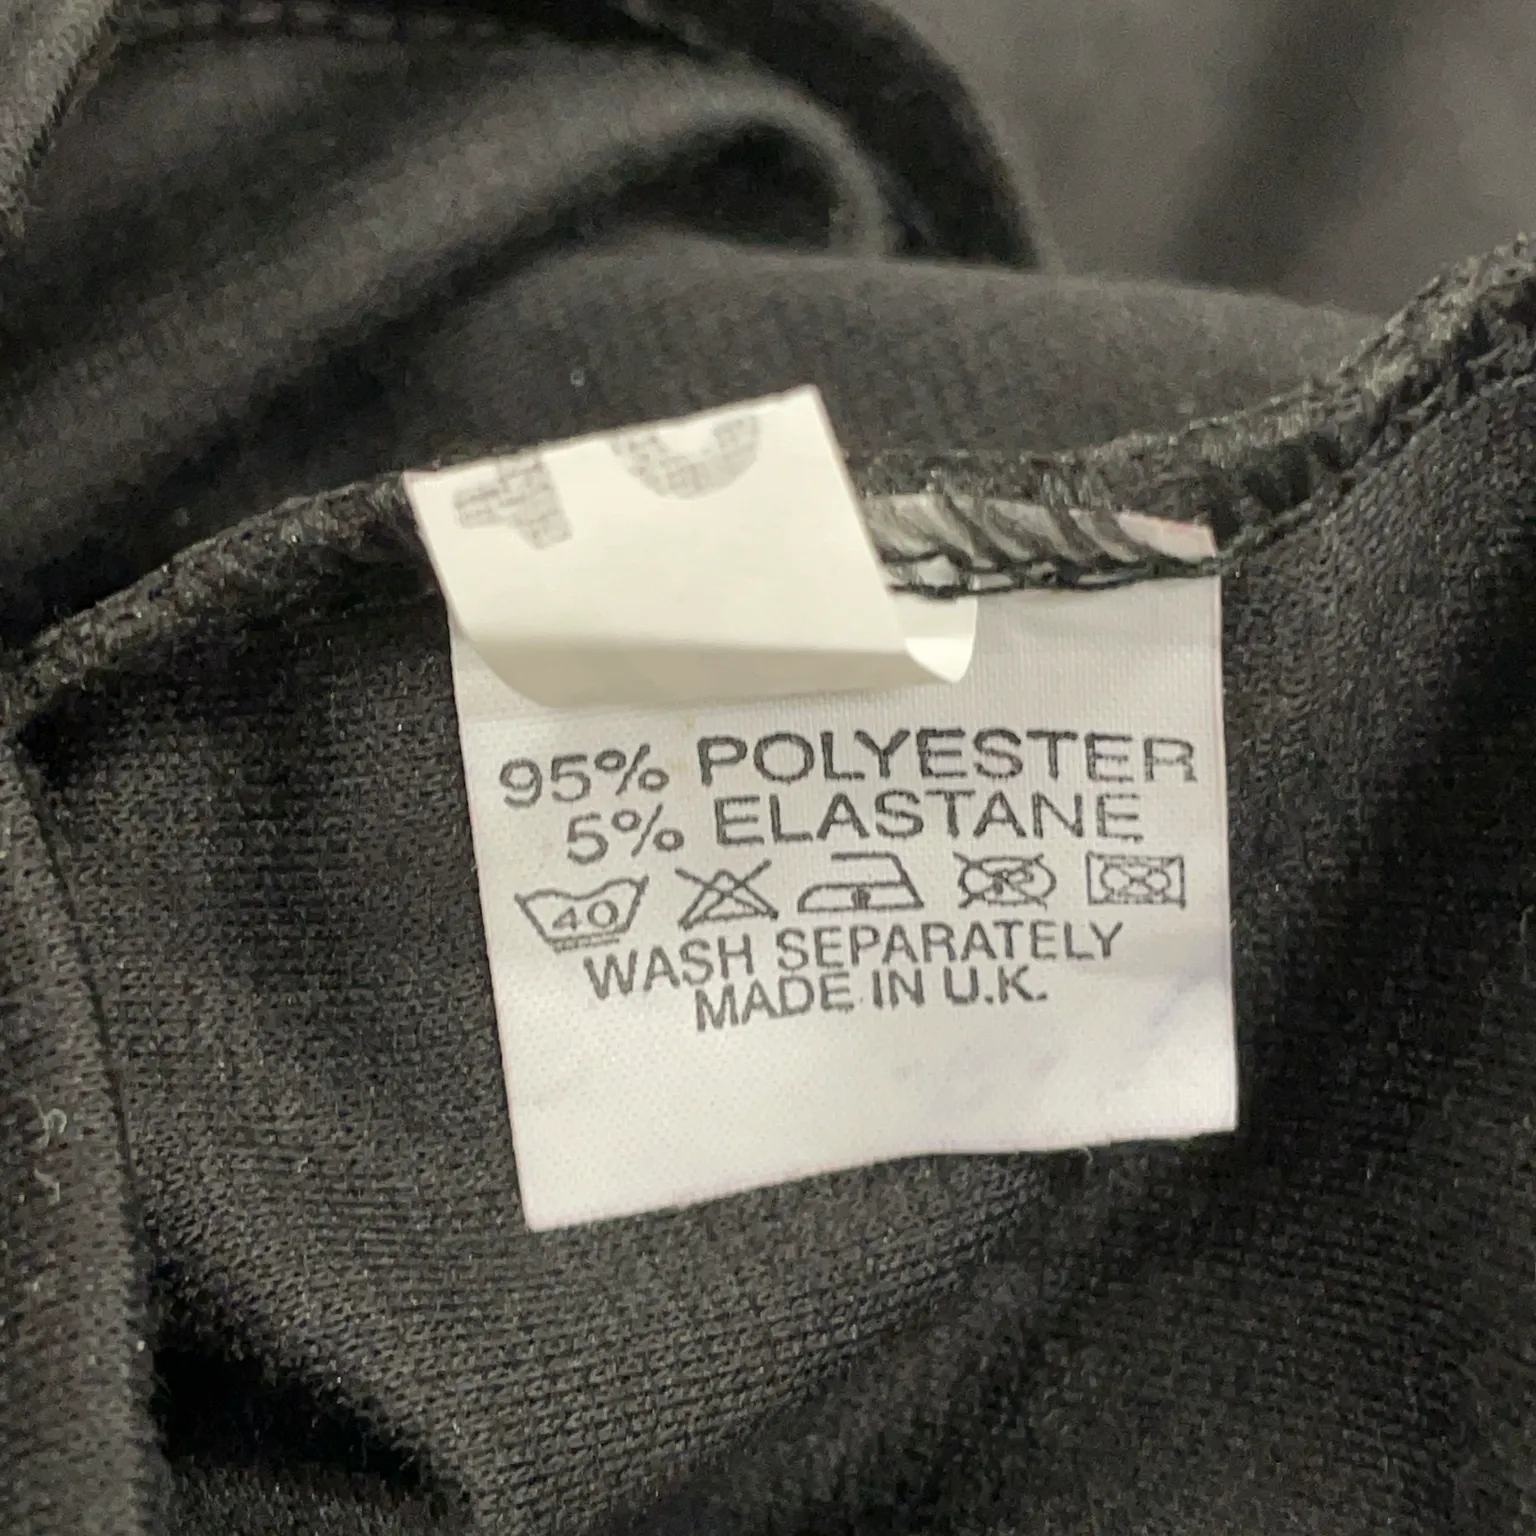 95% POLYESTER
5% ELASTANE
40
WASH SEPARATELY
MADE IN U.K.